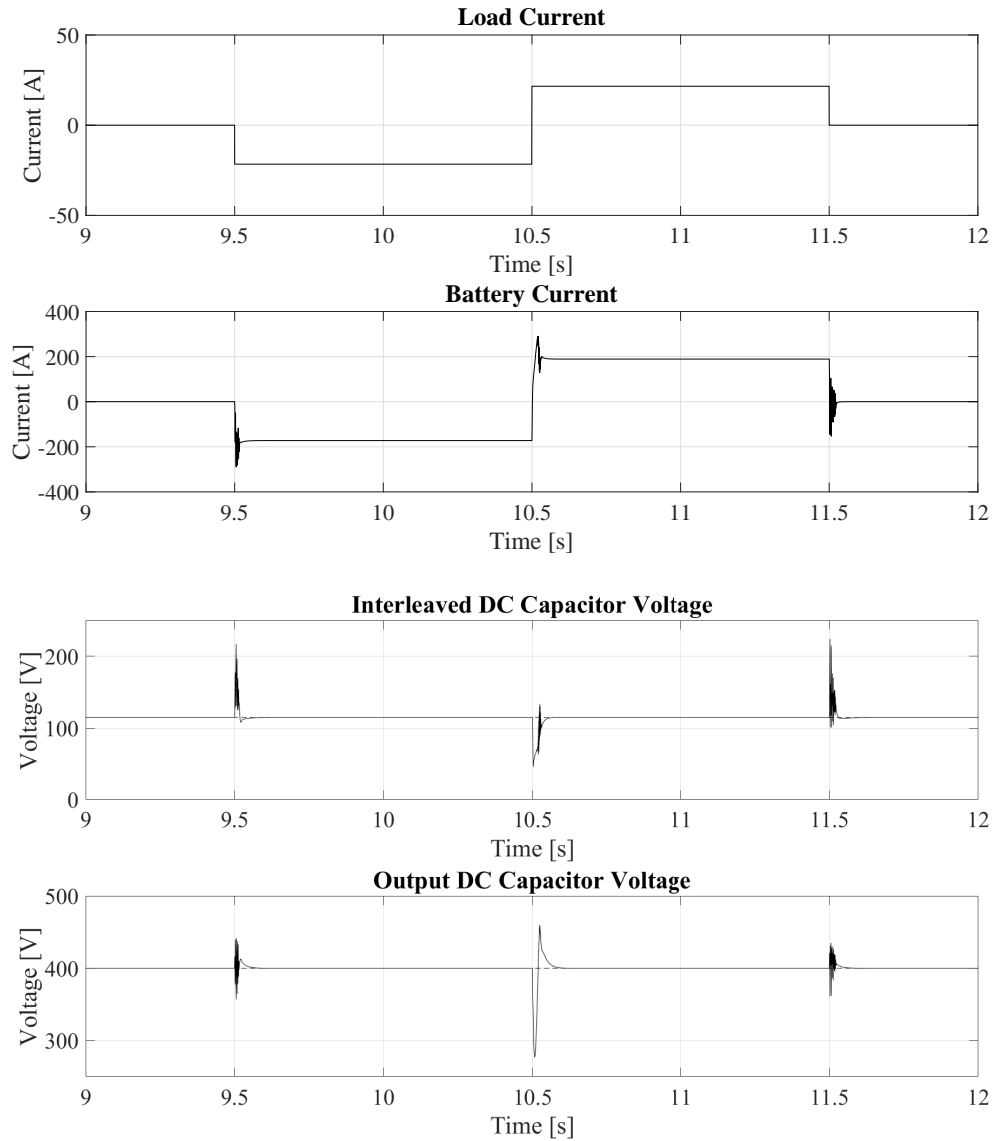 Load Current
Current [A]
50
0
-50
9 9.5 10 10.5 11 11.5 12
Time [s]
Battery Current
Current [A]
400
200
0
-200
-400
9 9.5 10 10.5 11 11.5 12
Time [s]
Interleaved DC Capacitor Voltage
Voltage [V]
200
100
0
9 9.5 10 10.5 11 11.5 12
Time [s]
Output DC Capacitor Voltage
Voltage [V]
500
400
300
9 9.5 10 10.5 11 11.5 12
Time [s]